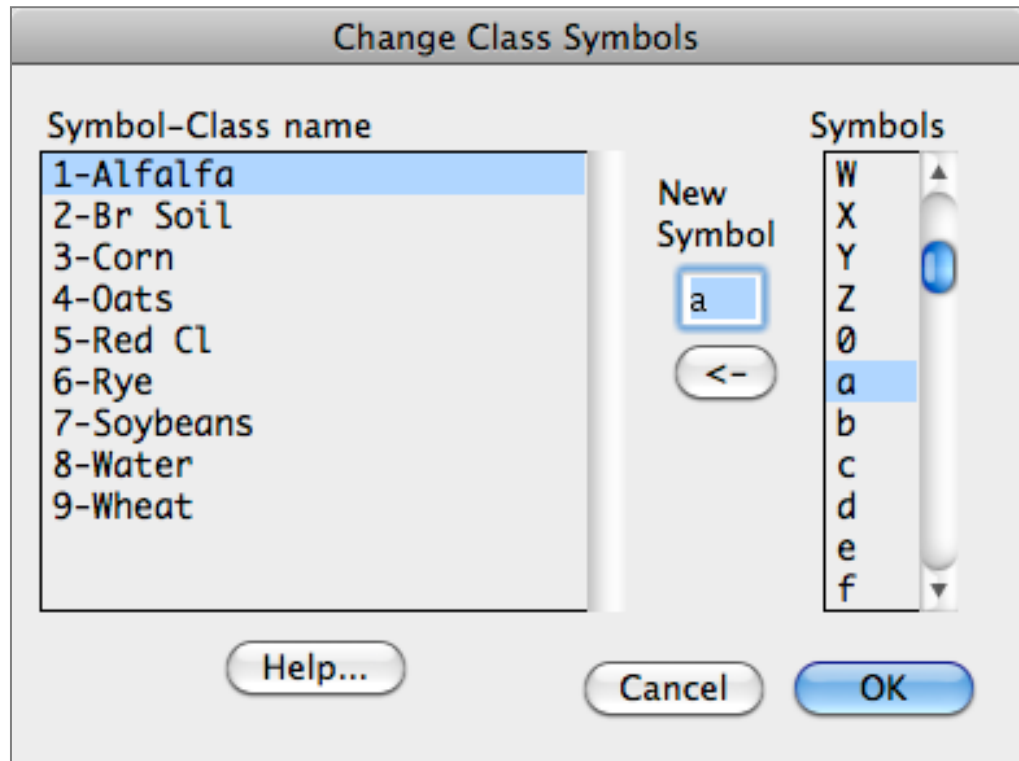 Change Class Symbols
Symbol-Class name
1-Alfalfa
2-Br Soil
3-Corn
4-Oats
5-Red Cl
6-Rye
7-Soybeans
8-Water
9-Wheat
New
Symbol
a
<-
Symbols
W
X
Y
Z
0
a
b
c
d
e
f
Help...
Cancel
OK